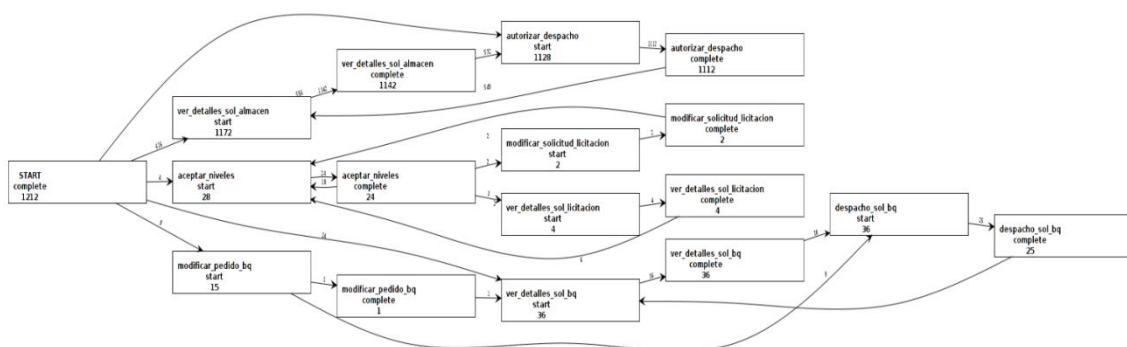 autorizar_despacho
start
1128
autorizar_despacho
complete
1112
ver_detalles_sol_almacen
complete
1142
ver_detalles_sol_almacen
start
1172
modificar_solicitud_licitacion
complete
2
modificar_solicitud_licitacion
start
2
START
complete
1212
aceptar_niveles
start
28
aceptar_niveles
complete
24
ver_detalles_sol_licitacion
start
4
ver_detalles_sol_licitacion
complete
4
despacho_sol_bq
start
36
despacho_sol_bq
complete
25
ver_detalles_sol_bq
complete
36
modificar_pedido_bq
start
15
modificar_pedido_bq
complete
1
ver_detalles_sol_bq
start
36